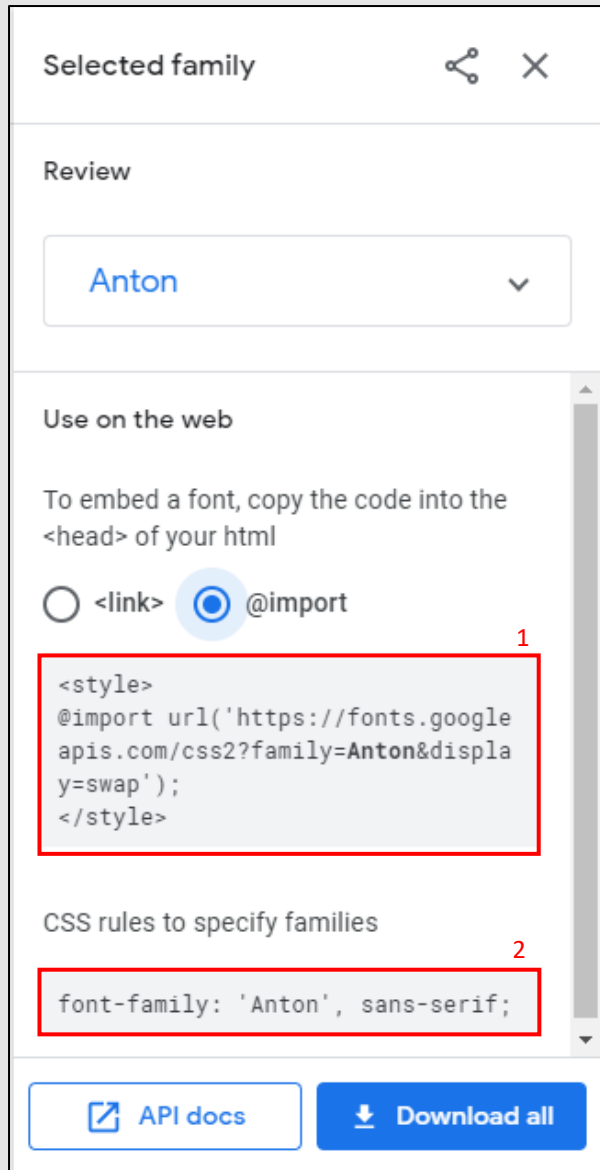 Selected family
Review
Anton
Use on the web
To embed a font, copy the code into the
<head> of your html
<link> @import
1
<style>
@import url('https://fonts.google
apis.com/css2?family=Anton&displa
y=swap');
</style>
CSS rules to specify families
2
font-family: 'Anton', sans-serif;
API docs Download all